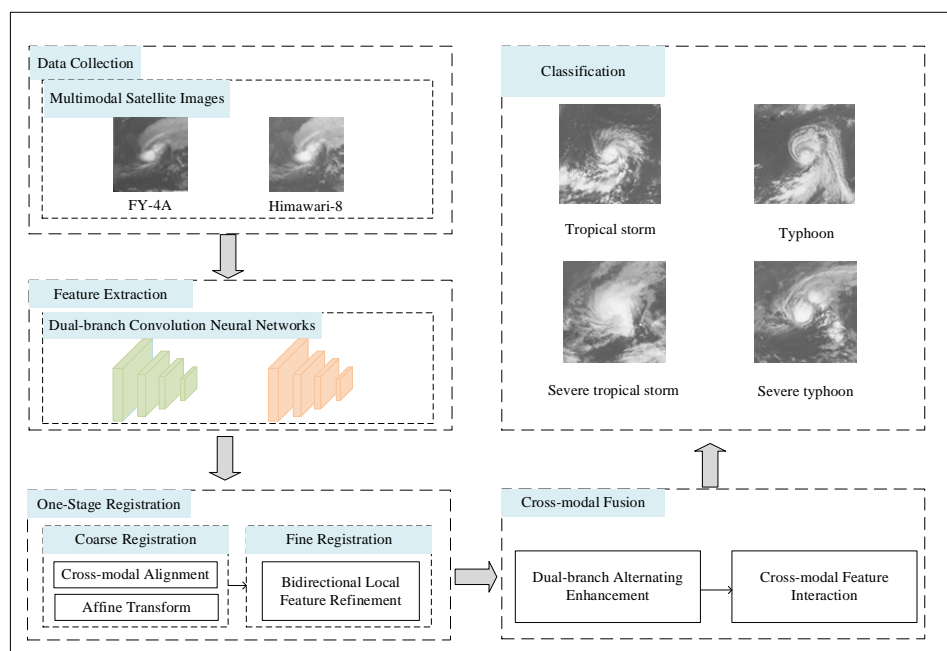 Data Collection
Multimodal Satellite Images
FY-4A
Himawari-8
Feature Extraction
Dual-branch Convolution Neural Networks
One-Stage Registration
Coarse Registration
Cross-modal Alignment
Affine Transform
Fine Registration
Bidirectional Local
Feature Refinement
Cross-modal Fusion
Dual-branch Alternating
Enhancement
Cross-modal Feature
Interaction
Classification
Tropical storm
Typhoon
Severe tropical storm
Severe typhoon